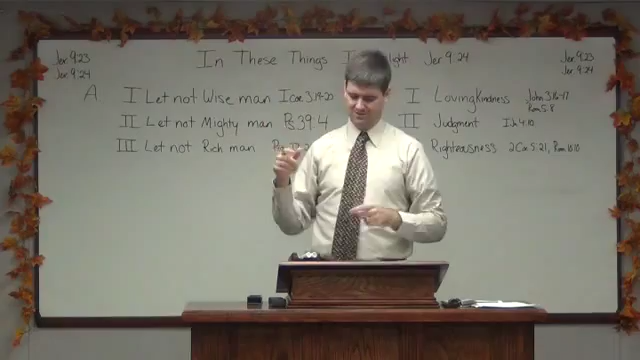 Jer 9:23
Jer 9:24
In These Things I light Jer 9:24
Jer 9:23
Jer 9:24
A
I Let not Wise man I Cor 3:19-20
II Let not Mighty man Ps 39:4
III Let not Rich man
I LovingKindness John 3:16-17
Rom 5:8
II Judgment
Righteousness 2 Cor 5:21, Rom 10:10